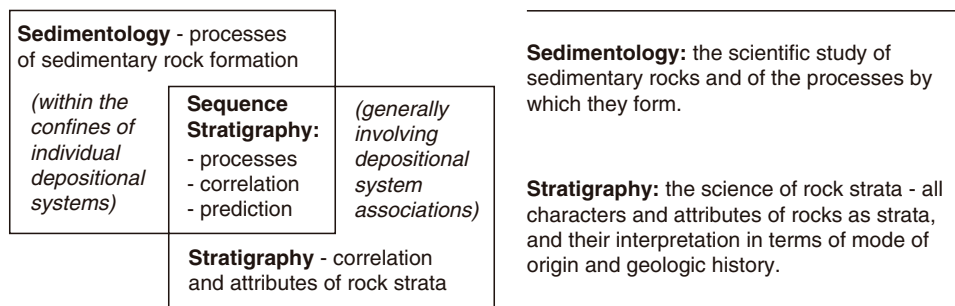 Sedimentology - processes
of sedimentary rock formation
(within the
confines of
individual
depositional
systems)
Sequence
Stratigraphy:
- processes
- correlation
- prediction
(generally
involving
depositional
system
associations)
Stratigraphy - correlation
and attributes of rock strata
Sedimentology: the scientific study of
sedimentary rocks and of the processes by
which they form.
Stratigraphy: the science of rock strata - all
characters and attributes of rocks as strata,
and their interpretation in terms of mode of
origin and geologic history.